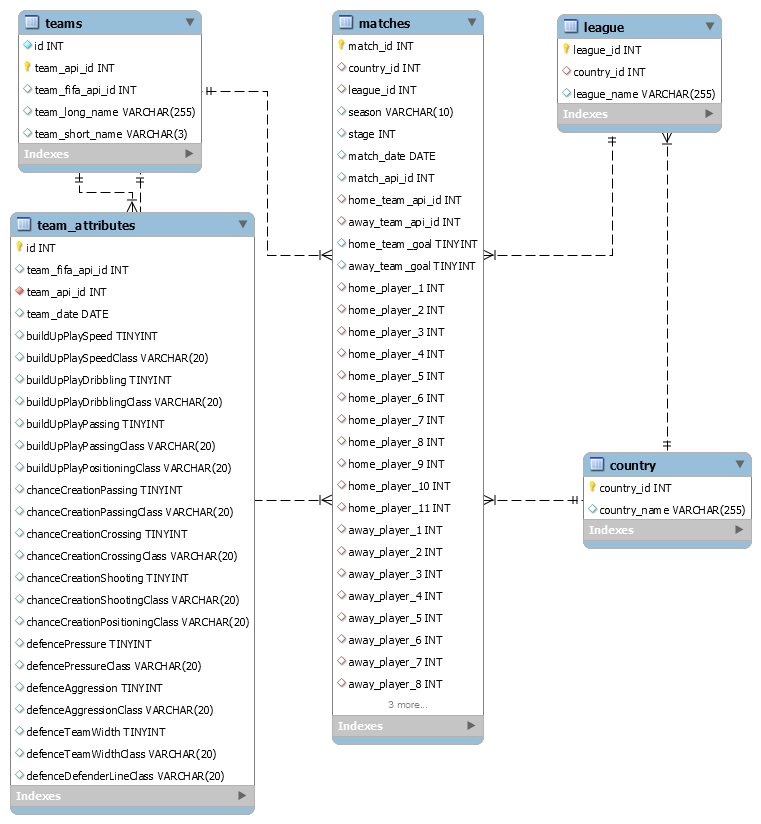 teams
id INT
team_api_id INT
team_fifa_api_id INT
team_long_name VARCHAR(255)
team_short_name VARCHAR(3)
Indexes
team_attributes
id INT
team_fifa_api_id INT
team_api_id INT
team_date DATE
buildUpPlaySpeed TINYINT
buildUpPlaySpeedClass VARCHAR(20)
buildUpPlayDribbling TINYINT
buildUpPlayDribblingClass VARCHAR(20)
buildUpPlayPassing TINYINT
buildUpPlayPassingClass VARCHAR(20)
buildUpPlayPositioningClass VARCHAR(20)
chanceCreationPassing TINYINT
chanceCreationPassingClass VARCHAR(20)
chanceCreationCrossing TINYINT
chanceCreationCrossingClass VARCHAR(20)
chanceCreationShooting TINYINT
chanceCreationShootingClass VARCHAR(20)
chanceCreationPositioningClass VARCHAR(20)
defencePressure TINYINT
defencePressureClass VARCHAR(20)
defenceAggression TINYINT
defenceAggressionClass VARCHAR(20)
defenceTeamWidth TINYINT
defenceTeamWidthClass VARCHAR(20)
defenceDefenderLineClass VARCHAR(20)
Indexes
matches
match_id INT
country_id INT
league_id INT
season VARCHAR(10)
stage INT
match_date DATE
match_api_id INT
home_team_api_id INT
away_team_api_id INT
home_team_goal TINYINT
away_team_goal TINYINT
home_player_1 INT
home_player_2 INT
home_player_3 INT
home_player_4 INT
home_player_5 INT
home_player_6 INT
home_player_7 INT
home_player_8 INT
home_player_9 INT
home_player_10 INT
home_player_11 INT
away_player_1 INT
away_player_2 INT
away_player_3 INT
away_player_4 INT
away_player_5 INT
away_player_6 INT
away_player_7 INT
away_player_8 INT
3 more...
Indexes
league
league_id INT
country_id INT
league_name VARCHAR(255)
Indexes
country
country_id INT
country_name VARCHAR(255)
Indexes